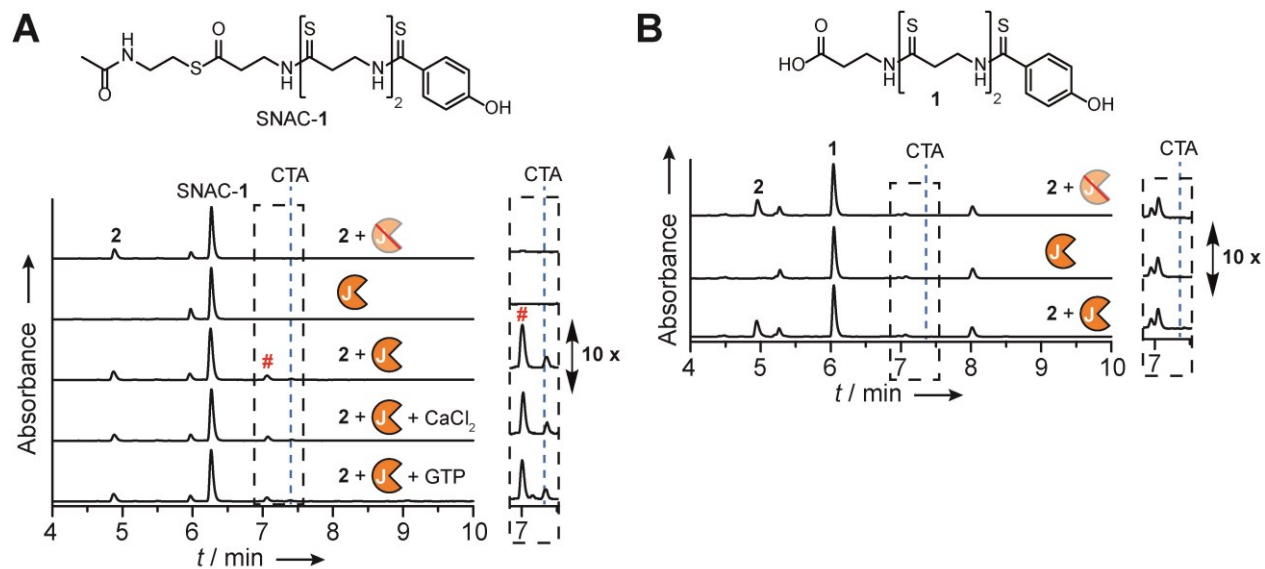 A
H
N
O
O
S
N
H
S
N
H
2
S
OH
SNAC-1
CTA
SNAC-1
2
2 + J
J
#
2 + J
2 + J + CaCl2
2 + J + GTP
Absorbance
4 5 6 7 8 9 10
t / min
CTA
#
10 x
7
B
O
HO
N
H
S
N
H
2
S
OH
1
CTA
1
2
2 + J
J
2 + J
Absorbance
4 5 6 7 8 9 10
t / min
CTA
10 x
7